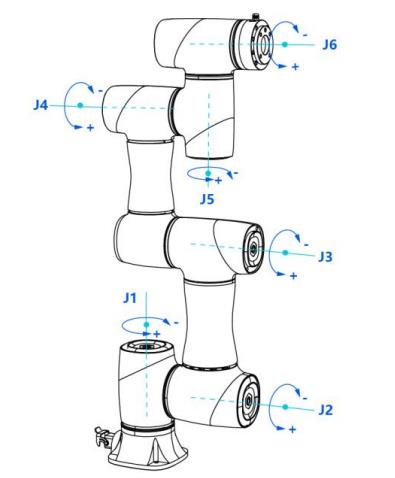 - J6
+
J4 - +
- +
J5
- J3
+
J1
- +
- J2
+